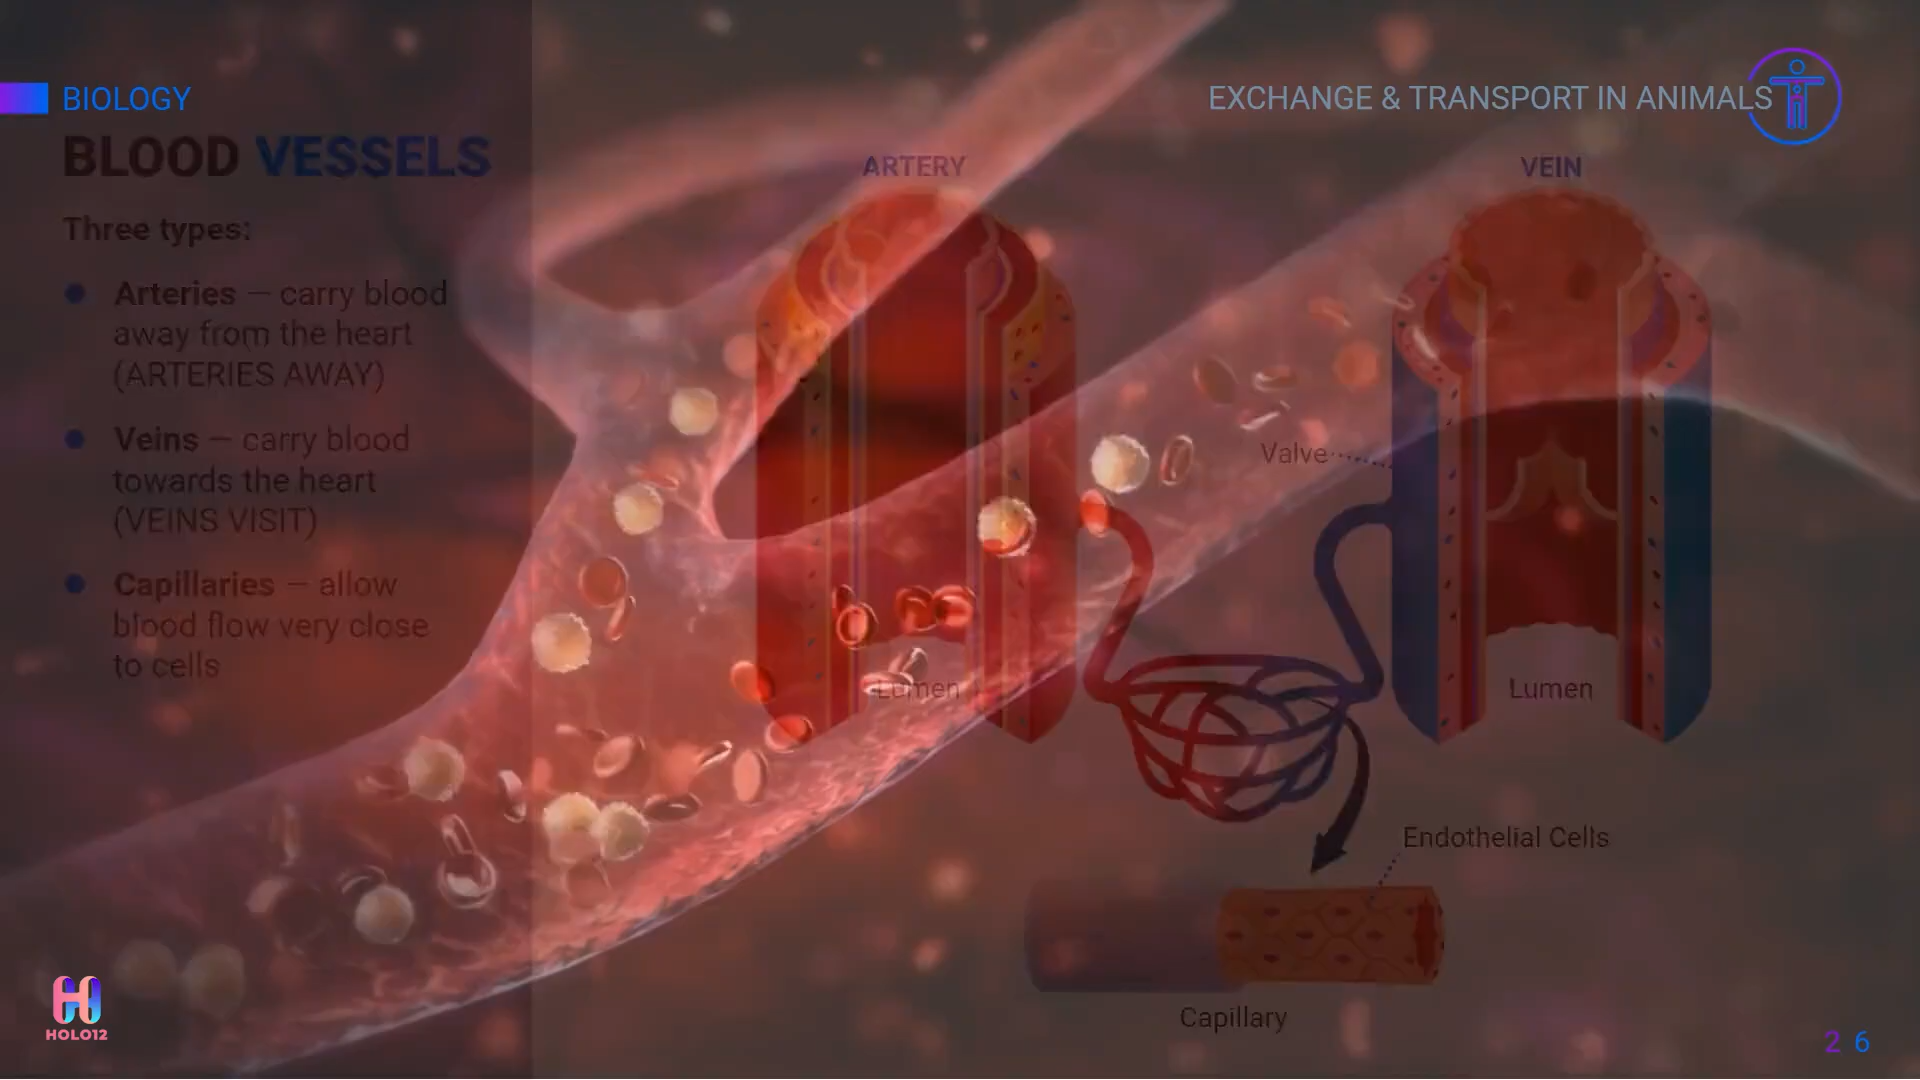 BIOLOGY
EXCHANGE & TRANSPORT IN ANIMALS
BLOOD VESSELS
Three types:
Arteries – carry blood
away from the heart
(ARTERIES AWAY)
Veins – carry blood
towards the heart
(VEINS VISIT)
Capillaries – allow
blood flow very close
to cells
ARTERY
VEIN
Valve
Lumen
Lumen
Endothelial Cells
Capillary
HOLO12
2 6